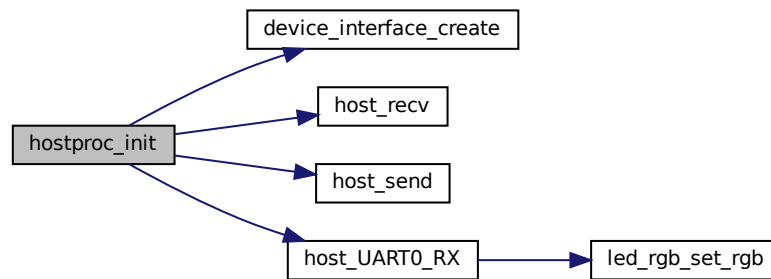 device_interface_create
host_recv
hostproc_init
host_send
host_UART0_RX
led_rgb_set_rgb